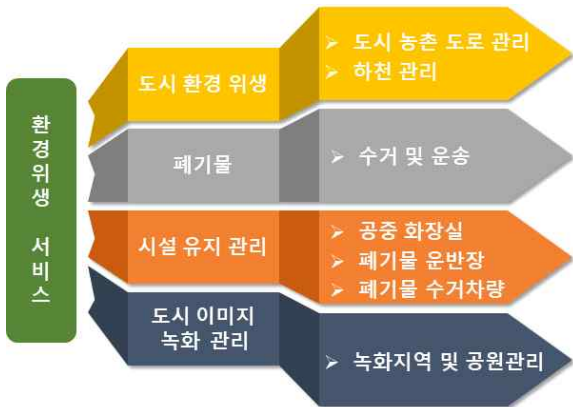 환경위생 서비스
도시 환경 위생
도시 농촌 도로 관리
하천 관리
폐기물
수거 및 운송
시설 유지 관리
공중 화장실
폐기물 운반장
폐기물 수거차량
도시 이미지
녹화 관리
녹화지역 및 공원관리